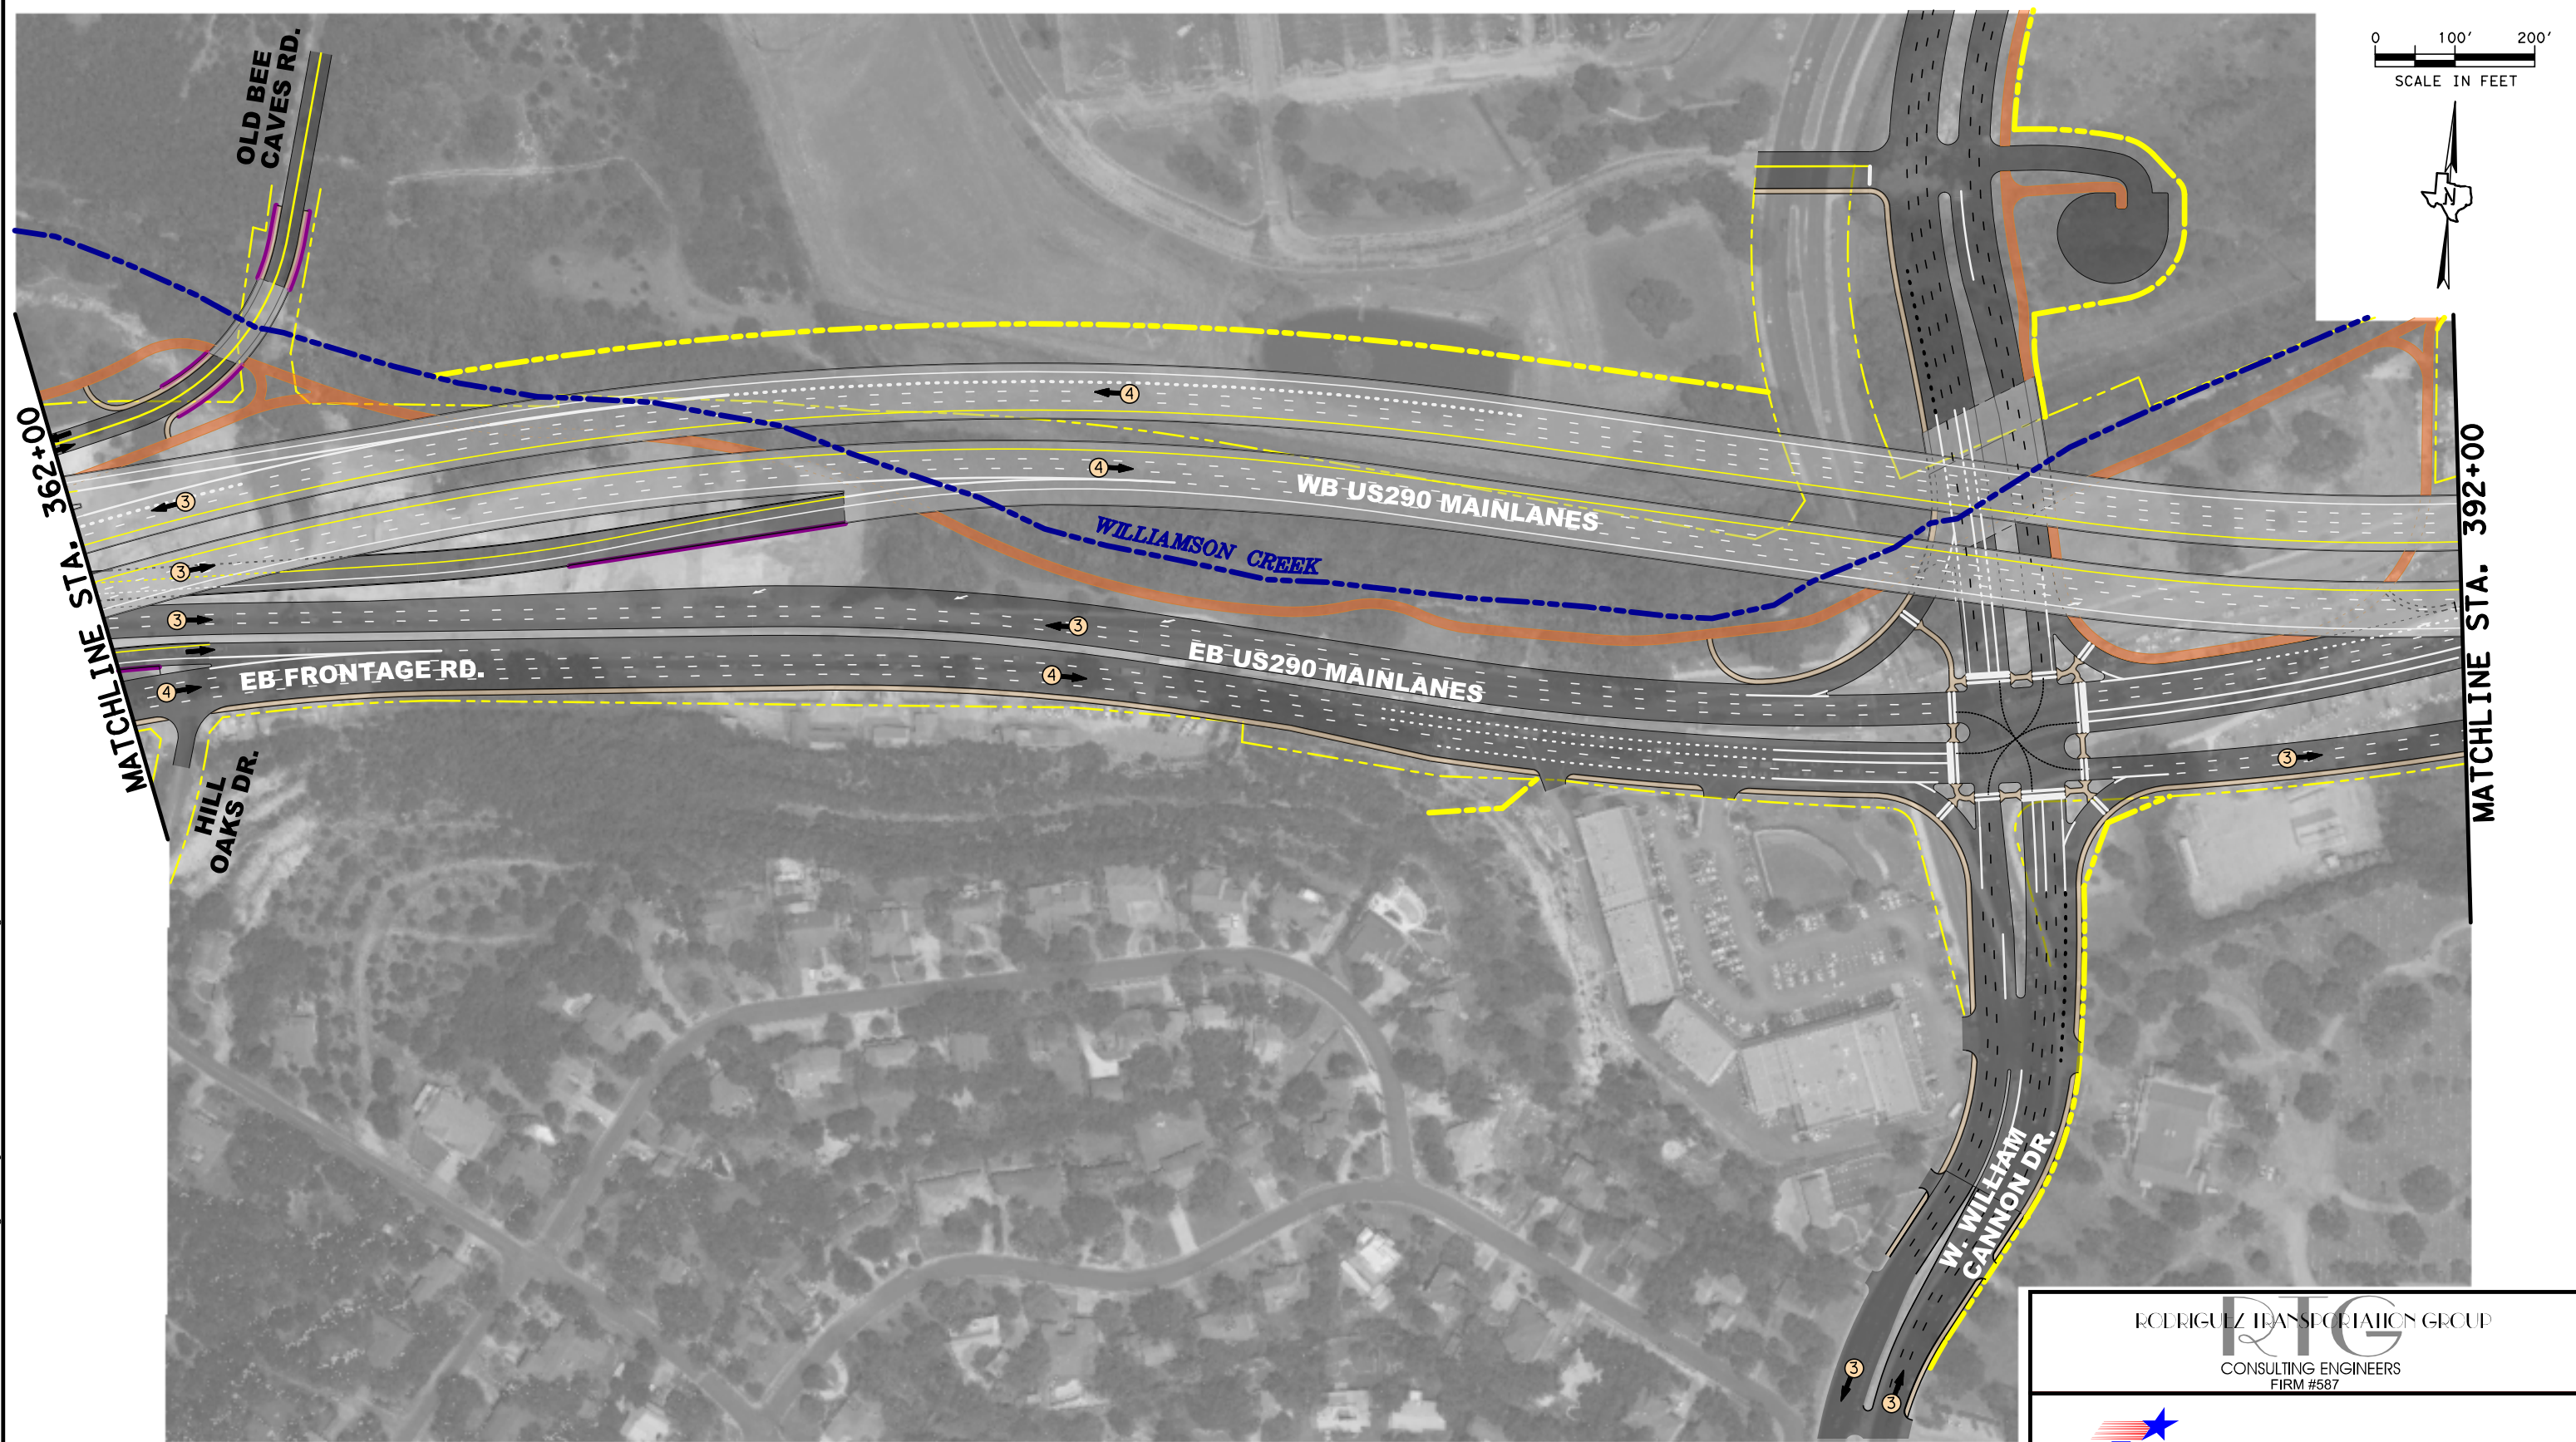 OLD BEE
CAVES RD.
0 100' 200'
SCALE IN FEET
N
MATCHLINE STA. 362+00
4
4
3
3
3
3
4
4
3
WB US290 MAINLANES
WILLIAMSON CREEK
EB US290 MAINLANES
EB FRONTAGE RD.
MATCHLINE STA. 392+00
HILL
OAKS DR.
W. WILLIAM
CANNON DR.
3
3
RTG
RODRIGUEZ TRANSPORTATION GROUP
CONSULTING ENGINEERS
FIRM #587